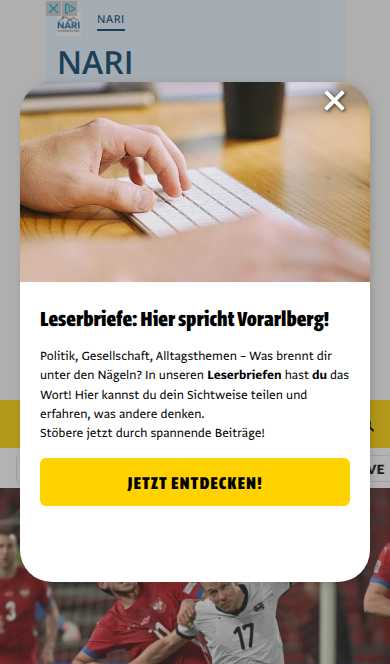 NARI
NARI
NARI
Leserbriefe: Hier spricht Vorarlberg!
Politik, Gesellschaft, Alltagsthemen – Was brennt dir
unter den Nägeln? In unseren Leserbriefen hast du das
Wort! Hier kannst du dein Sichtweise teilen und
erfahren, was andere denken.
Stöbere jetzt durch spannende Beiträge!
JETZT ENTDECKEN!
VE
3
17